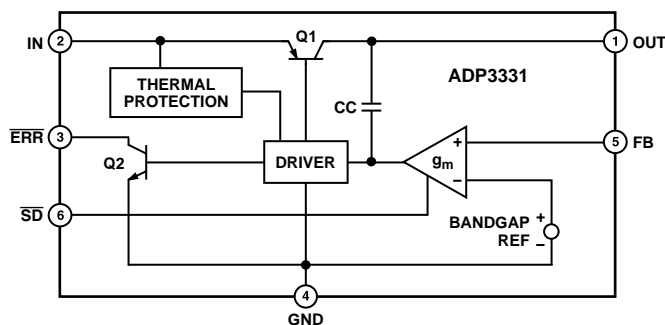 IN
2
Q1
1
OUT
THERMAL
PROTECTION
ADP3331
CC
ERR
3
Q2
DRIVER
gm
+
−
5
FB
SD
6
BANDGAP
REF
+
−
4
GND